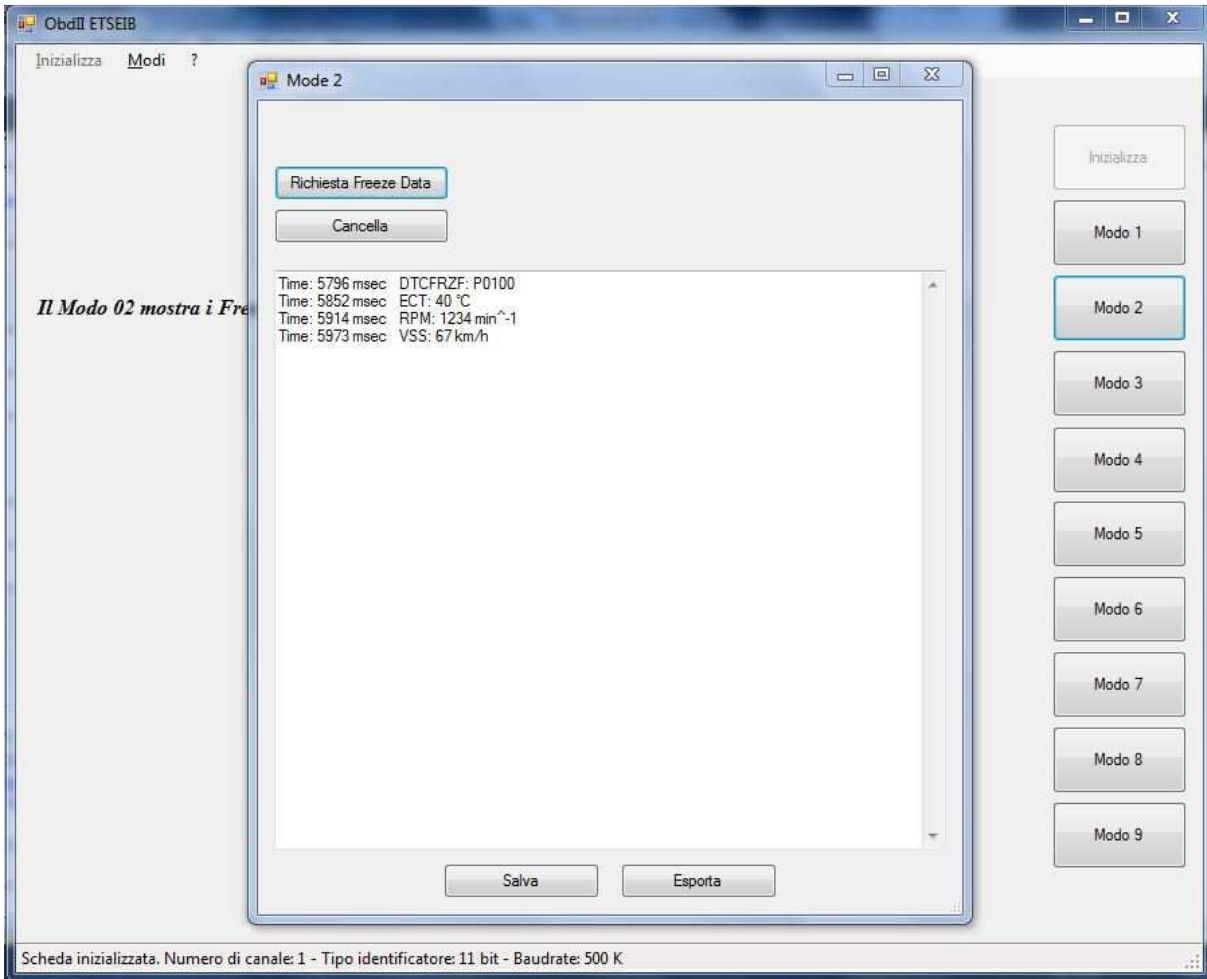 ObdII ETSEIB
Inizializza Modi ?
Mode 2
Richiesta Freeze Data
Cancella
Time: 5796 msec DTCFRZF: P0100
Time: 5852 msec ECT: 40 °C
Time: 5914 msec RPM: 1234 min^-1
Time: 5973 msec VSS: 67 km/h
Salva Esporta
Il Modo 02 mostra i Fre
Inizializza
Modo 1
Modo 2
Modo 3
Modo 4
Modo 5
Modo 6
Modo 7
Modo 8
Modo 9
Scheda inizializzata. Numero di canale: 1 - Tipo identificatore: 11 bit - Baudrate: 500 K